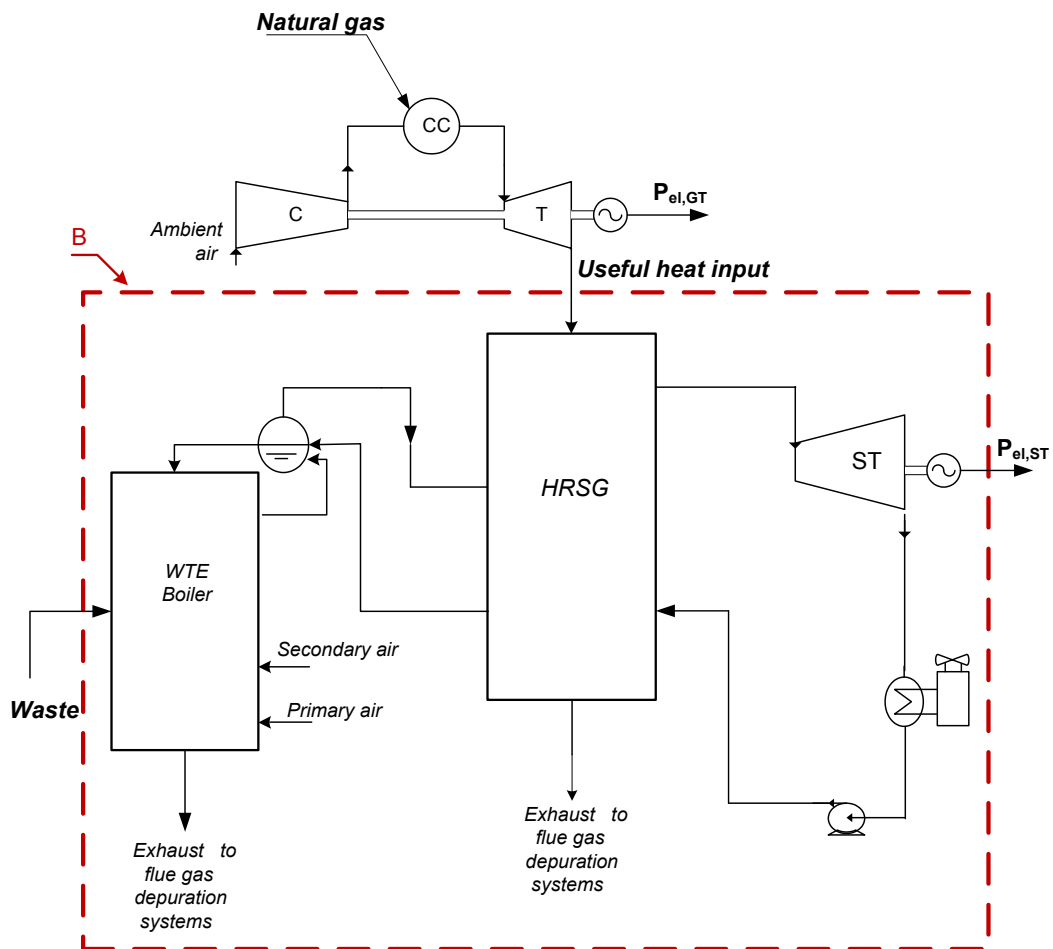 Natural gas
CC
C
T
P el,GT
Ambient
air
B
Useful heat input
HRSG
ST
P el,ST
WTE
Boiler
Secondary air
Primary air
Waste
Exhaust to
flue gas
depuration
systems
Exhaust to
flue gas
depuration
systems